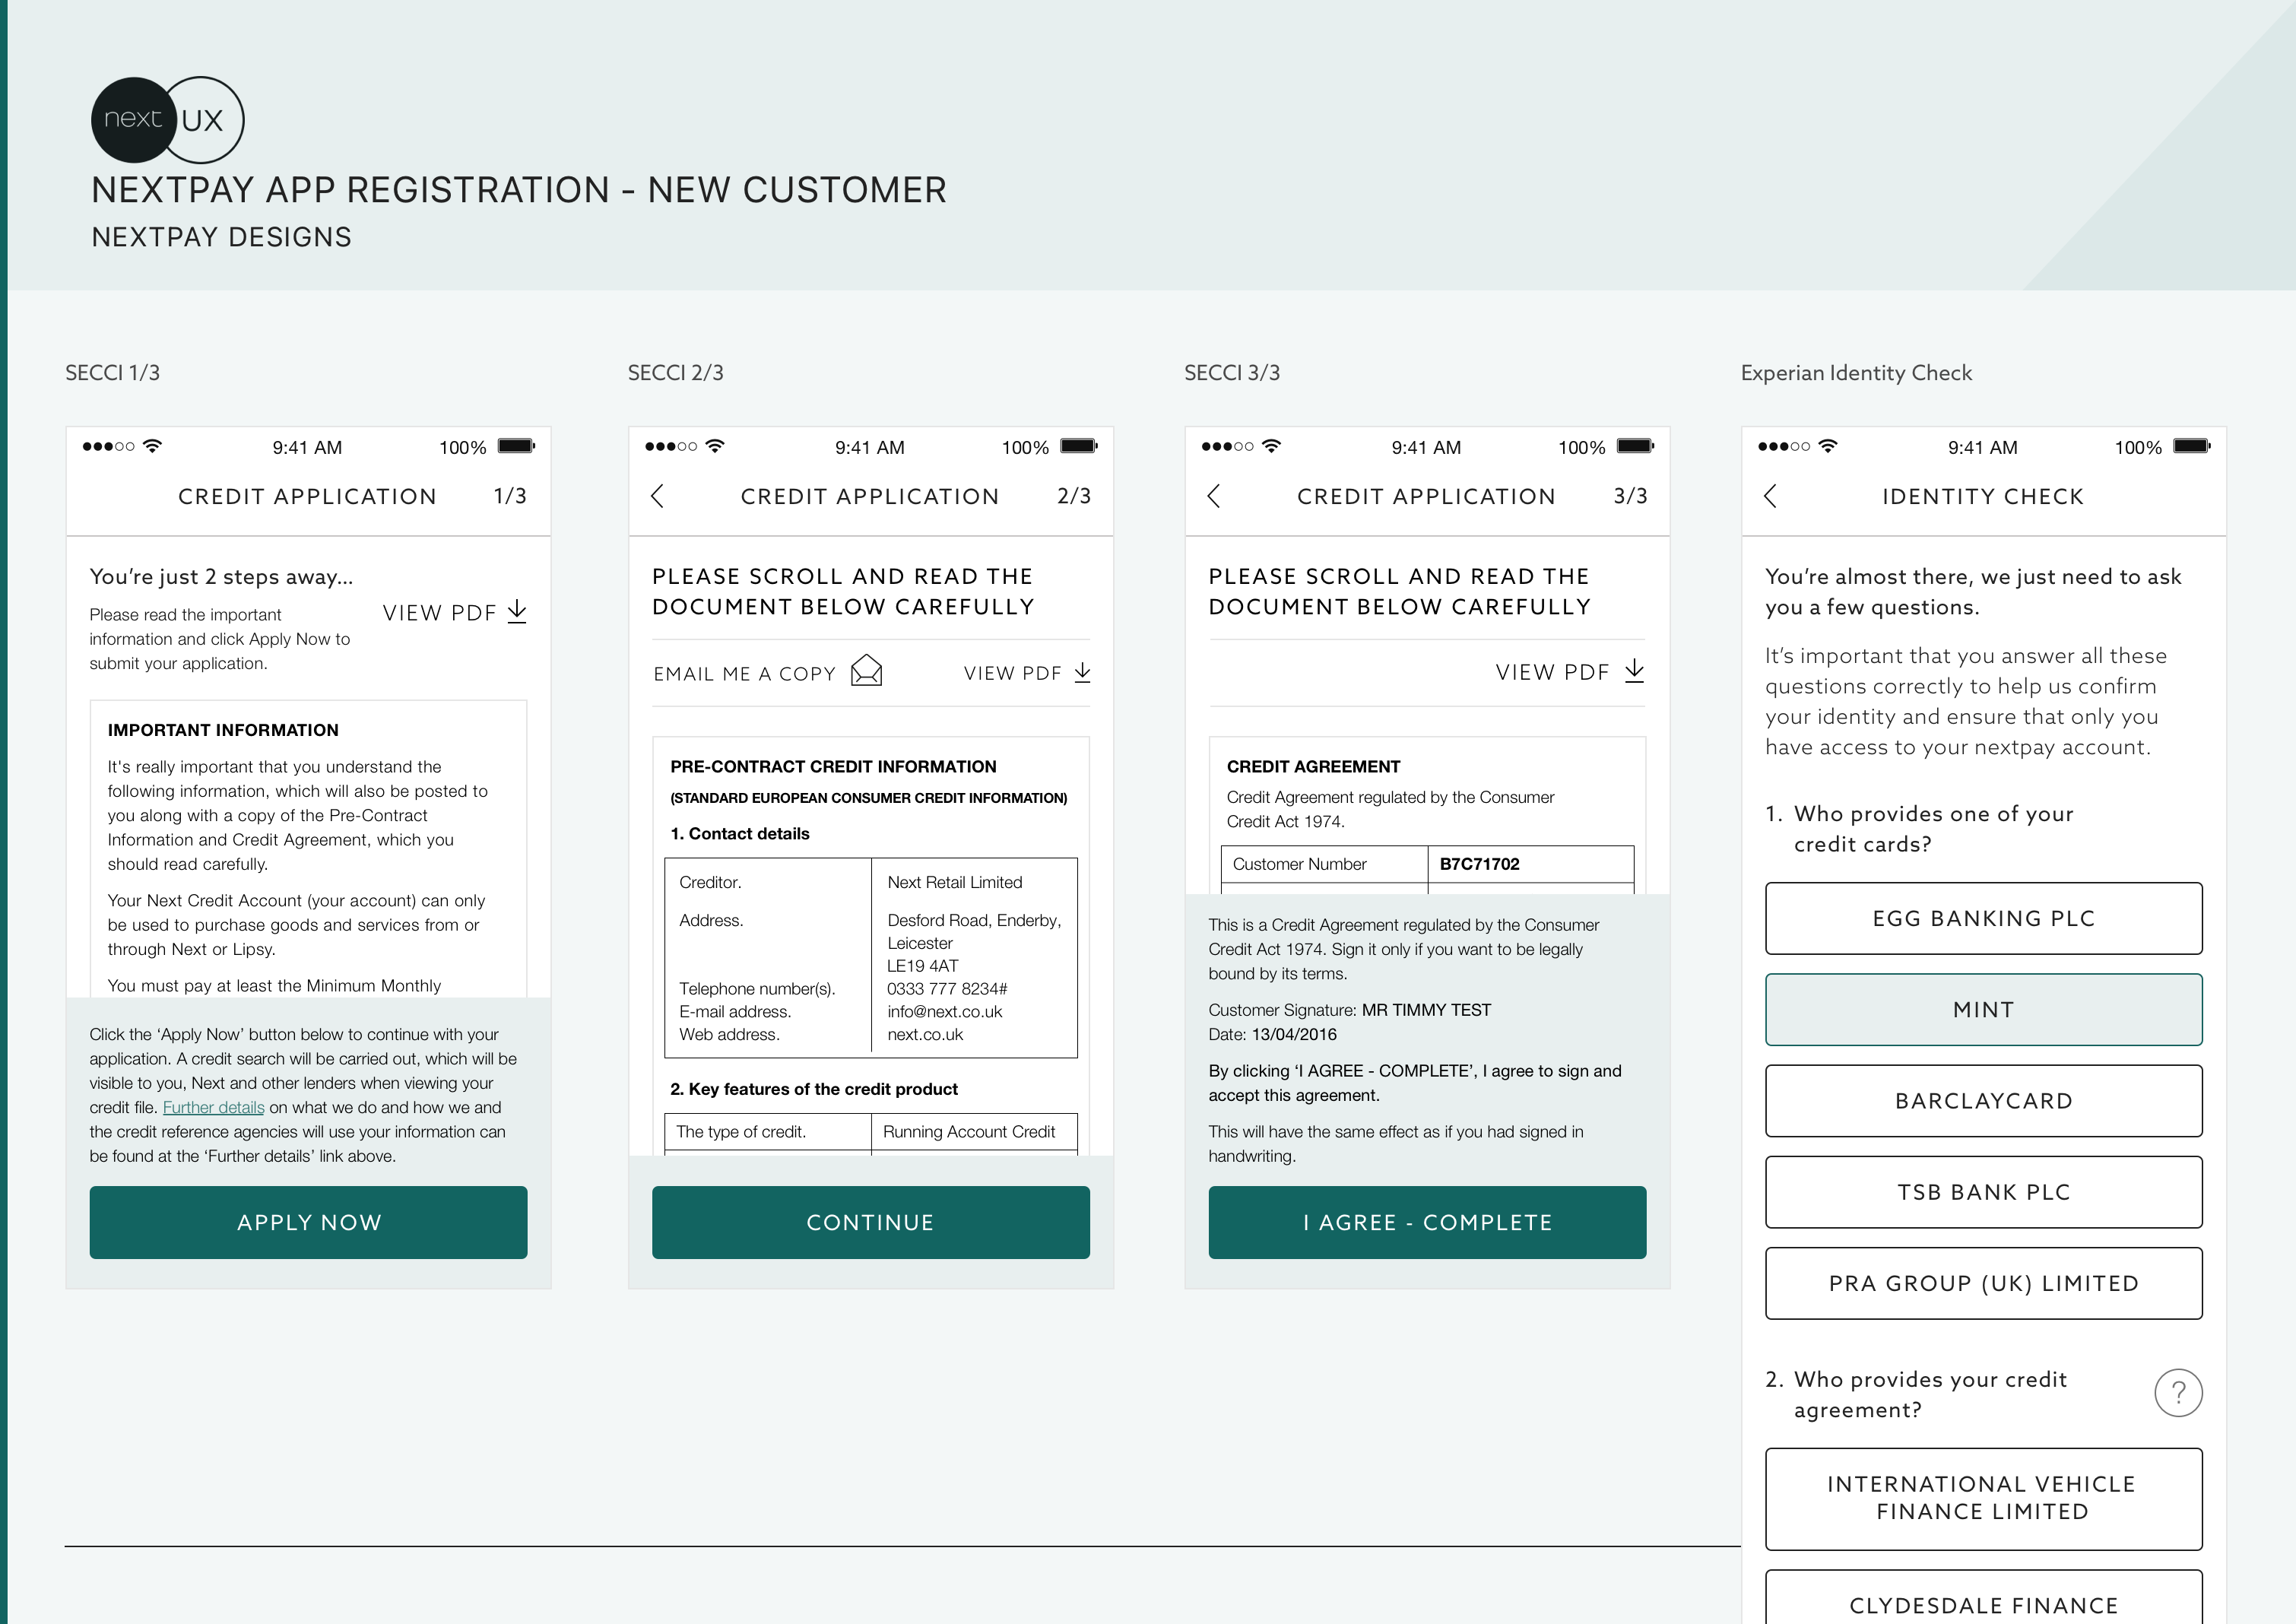 next UX
NEXTPAY APP REGISTRATION - NEW CUSTOMER
NEXTPAY DESIGNS
SECCI 1/3
9:41 AM 100%
CREDIT APPLICATION 1/3
You’re just 2 steps away...
Please read the important
information and click Apply Now to
submit your application.
VIEW PDF
IMPORTANT INFORMATION
It's really important that you understand the
following information, which will also be posted to
you along with a copy of the Pre-Contract
Information and Credit Agreement, which you
should read carefully.
Your Next Credit Account (your account) can only
be used to purchase goods and services from or
through Next or Lipsy.
You must pay at least the Minimum Monthly
Click the ‘Apply Now’ button below to continue with your
application. A credit search will be carried out, which will be
visible to you, Next and other lenders when viewing your
credit file. Further details on what we do and how we and
the credit reference agencies will use your information can
be found at the ‘Further details’ link above.
APPLY NOW
SECCI 2/3
9:41 AM 100%
CREDIT APPLICATION 2/3
PLEASE SCROLL AND READ THE
DOCUMENT BELOW CAREFULLY
EMAIL ME A COPY VIEW PDF
PRE-CONTRACT CREDIT INFORMATION
(STANDARD EUROPEAN CONSUMER CREDIT INFORMATION)
1. Contact details
Creditor. Next Retail Limited
Address. Desford Road, Enderby,
Leicester
LE19 4AT
Telephone number(s). 0333 777 8234#
E-mail address. info@next.co.uk
Web address. next.co.uk
2. Key features of the credit product
The type of credit. Running Account Credit
CONTINUE
SECCI 3/3
9:41 AM 100%
CREDIT APPLICATION 3/3
PLEASE SCROLL AND READ THE
DOCUMENT BELOW CAREFULLY
VIEW PDF
CREDIT AGREEMENT
Credit Agreement regulated by the Consumer
Credit Act 1974.
Customer Number B7C71702
This is a Credit Agreement regulated by the Consumer
Credit Act 1974. Sign it only if you want to be legally
bound by its terms.
Customer Signature: MR TIMMY TEST
Date: 13/04/2016
By clicking ‘I AGREE - COMPLETE’, I agree to sign and
accept this agreement.
This will have the same effect as if you had signed in
handwriting.
I AGREE - COMPLETE
Experian Identity Check
9:41 AM 100%
IDENTITY CHECK
You’re almost there, we just need to ask
you a few questions.
It’s important that you answer all these
questions correctly to help us confirm
your identity and ensure that only you
have access to your nextpay account.
1. Who provides one of your
credit cards?
EGG BANKING PLC
MINT
BARCLAYCARD
TSB BANK PLC
PRA GROUP (UK) LIMITED
2. Who provides your credit
agreement?
?
INTERNATIONAL VEHICLE
FINANCE LIMITED
CLYDESDALE FINANCE